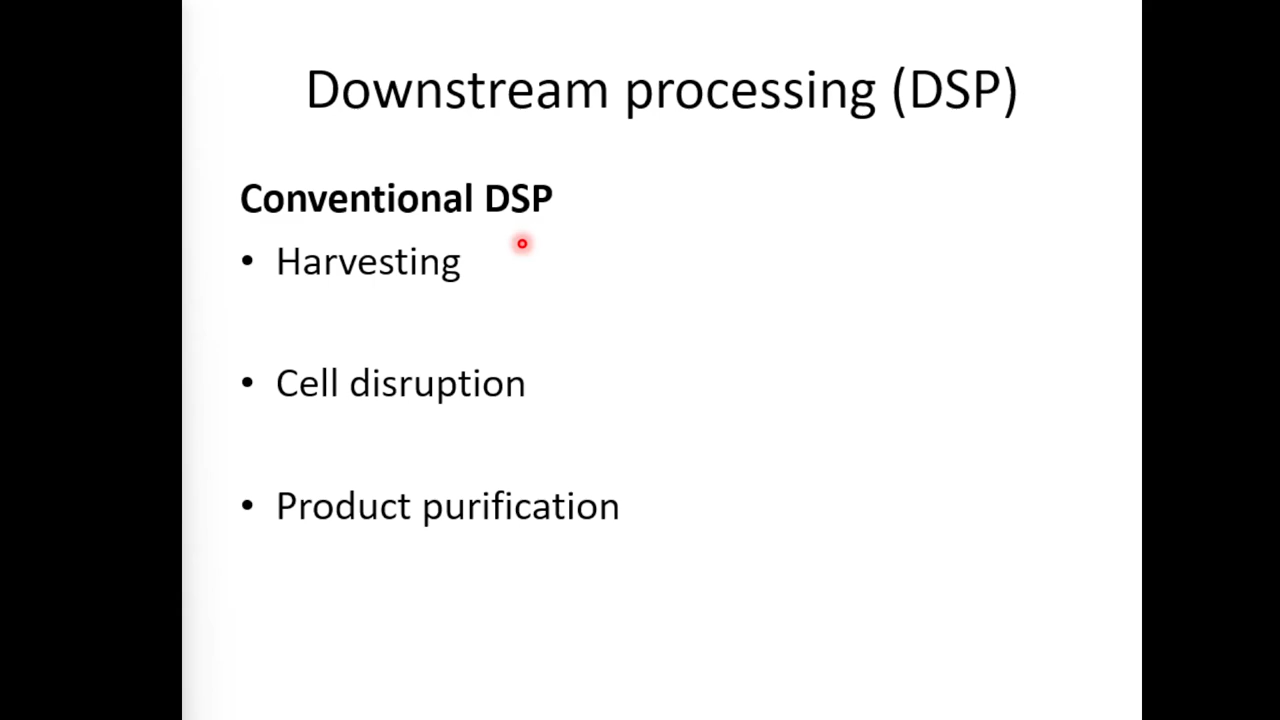 Downstream processing (DSP)
Conventional DSP
• Harvesting
• Cell disruption
• Product purification